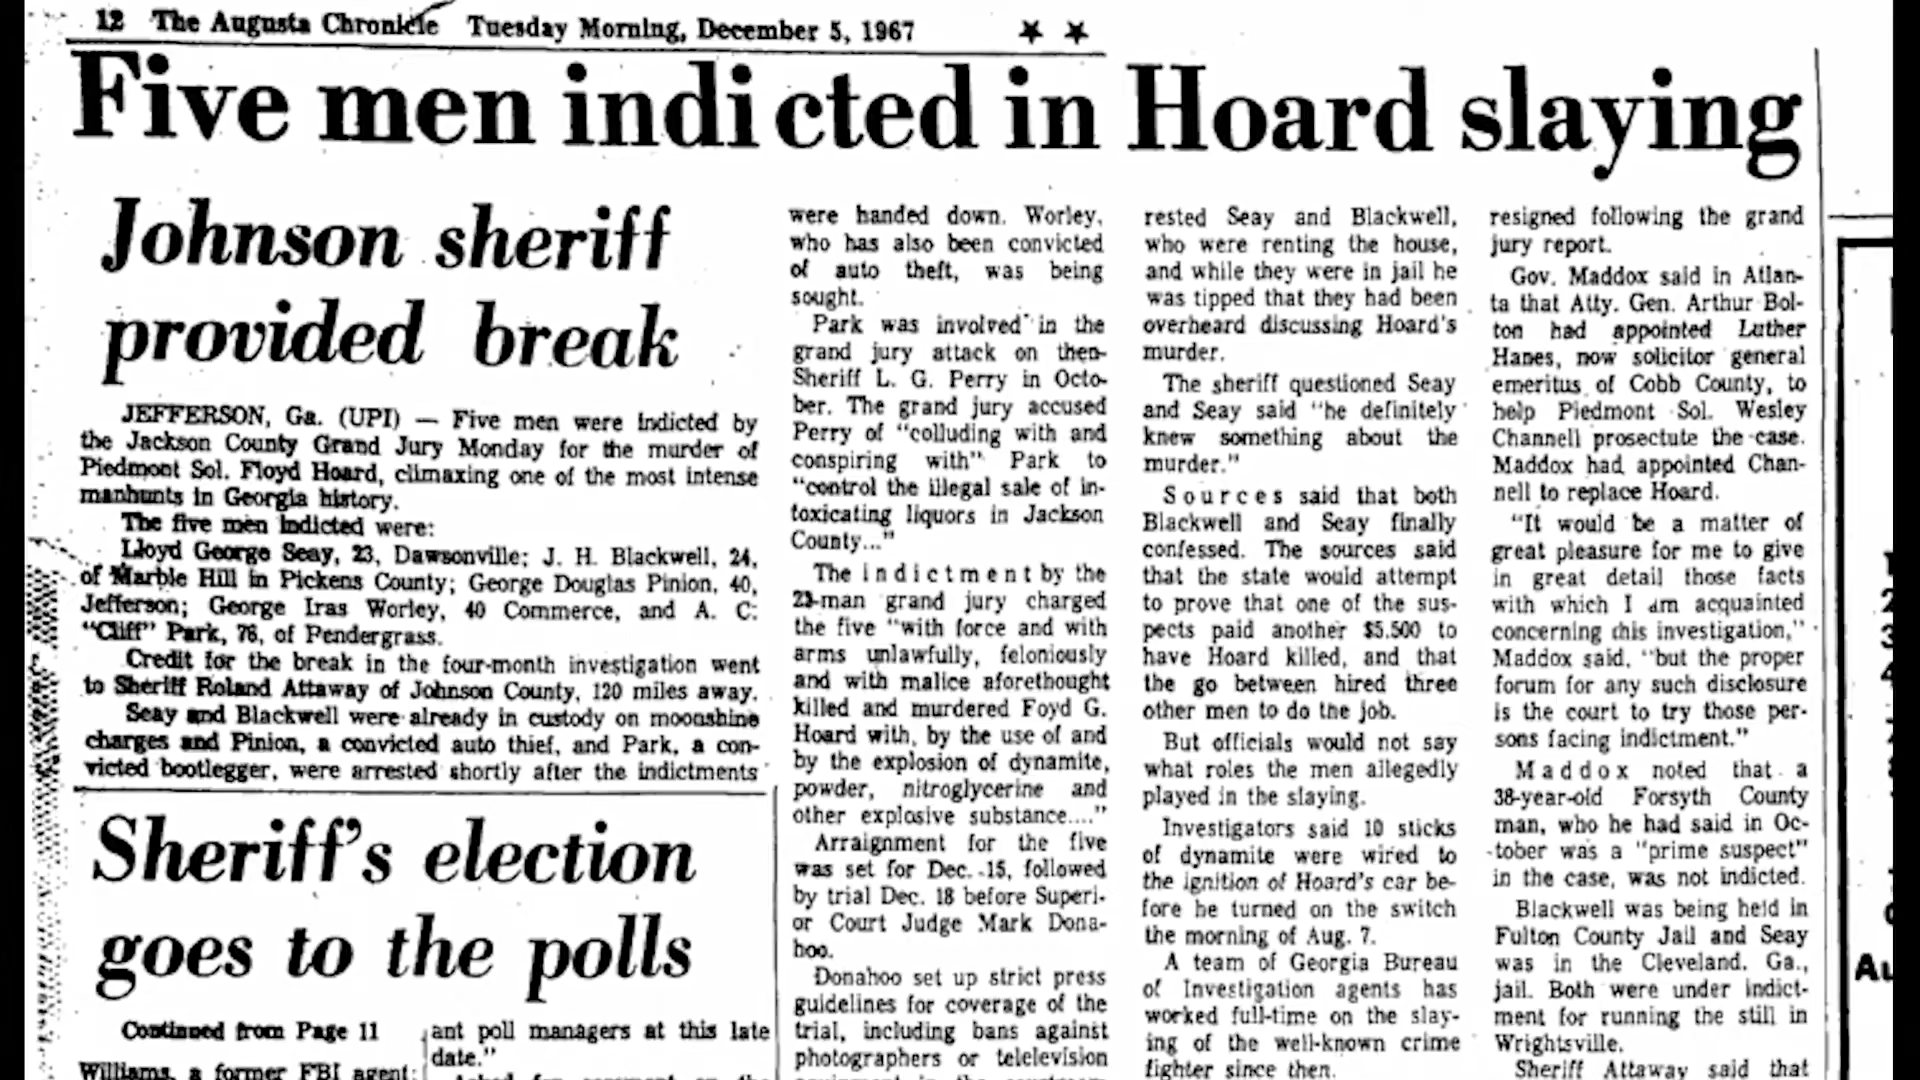 12 The Augusta Chronicle Tuesday Morning, December 5, 1967
Five men indicted in Hoard slaying
Johnson sheriff
provided break
JEFFERSON, Ga. (UPI) — Five men were indicted by
the Jackson County Grand Jury Monday for the murder of
Piedmont Sol. Floyd Hoard, climaxing one of the most intense
manhunts in Georgia history.
The five men indicted were:
Lloyd George Seay, 23, Dawsonville; J. H. Blackwell, 24,
of Marble Hill in Pickens County; George Douglas Pinion, 40,
Jefferson; George Iras Worley, 40 Commerce, and A. C.
"Cliff" Park, 76, of Pendergrass.
Credit for the break in the four-month investigation went
to Sheriff Roland Attaway of Johnson County, 120 miles away.
Seay and Blackwell were already in custody on moonshine
charges and Pinion, a convicted auto thief, and Park, a con-
victed bootlegger, were arrested shortly after the indictments
were handed down. Worley,
who has also been convicted
of auto theft, was being
sought.
Park was involved in the
grand jury attack on then-
Sheriff L. G. Perry in Octo-
ber. The grand jury accused
Perry of "colluding with and
conspiring with" Park to
"control the illegal sale of in-
toxicating liquors in Jackson
County..."
The indictment by the
23-man grand jury charged
the five "with force and with
arms unlawfully, feloniously
and with malice aforethought
killed and murdered Foyd G.
Hoard with, by the use of and
by the explosion of dynamite,
powder, nitroglycerine and
other explosive substance...."
Arraignment for the five
was set for Dec. 15, followed
by trial Dec. 18 before Superi-
or Court Judge Mark Dona-
hoo.
Donahoo set up strict press
guidelines for coverage of the
trial, including bans against
photographers or telelevision
rested Seay and Blackwell,
who were renting the house,
and while they were in jail he
was tipped that they had been
overheard discussing Hoard's
murder.
The sheriff questioned Seay
and Seay said "he definitely
knew something about the
murder."
Sources said that both
Blackwell and Seay finally
confessed. The sources said
that the state would attempt
to prove that one of the sus-
pects paid another $5,500 to
have Hoard killed, and that
the go between hired three
other men to do the job.
But officials would not say
what roles the men allegedly
played in the slaying.
Investigators said 10 sticks
of dynamite were wired to
the ignition of Hoard's car be-
fore he turned on the switch
the morning of Aug. 7.
A team of Georgia Bureau
of Investigation agents has
worked full-time on the slay-
ing of the well-known crime
fighter since then.
resigned following the grand
jury report.
Gov. Maddox said in Atlan-
ta that Atty. Gen. Arthur Bol-
ton had appointed Luther
Hanes, now solicitor general
emeritus of Cobb County, to
help Piedmont Sol. Wesley
Channell prosectute the case.
Maddox had appointed Chan-
nell to replace Hoard.
"It would be a matter of
great pleasure for me to give
in great detail those facts
with which I am acquainted
concerning this investigation,"
Maddox said, "but the proper
forum for any such disclosure
is the court to try those per-
sons facing indictment."
Maddox noted that a
38-year-old Forsyth County
man, who he had said in Oc-
tober was a "prime suspect"
in the case, was not indicted.
Blackwell was being held in
Fulton County Jail and Seay
was in the Cleveland, Ga.,
jail. Both were under indict-
ment for running the still in
Wrightsville.
Sheriff Attaway said that
Sheriff's election
goes to the polls
Continued from Page 11
Williams, a former FBI agent;
ant poll managers at this late
date."